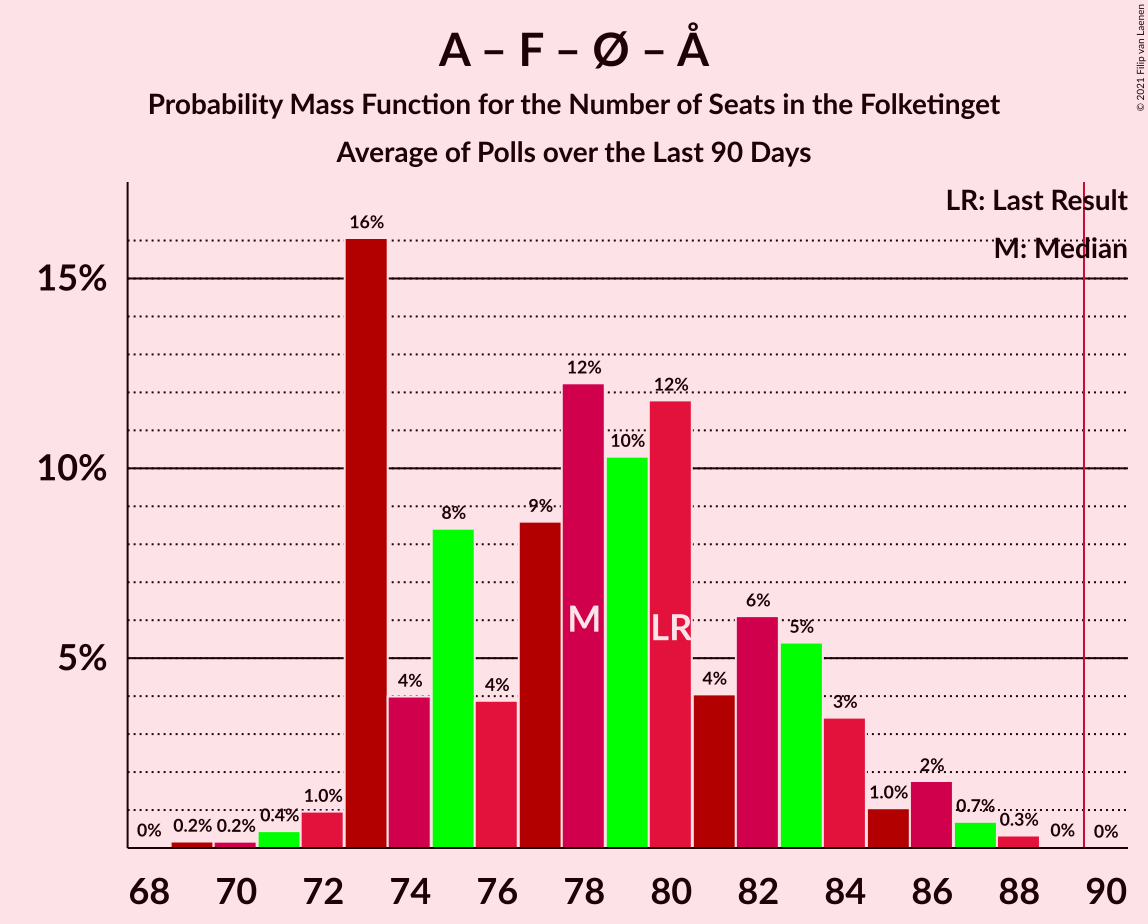 A – F – Ø – Å
Probability Mass Function for the Number of Seats in the Folketinget
Average of Polls over the Last 90 Days
© 2021 Filip van Laenen
LR: Last Result
M: Median
15%
10%
5%
0%
0.2%
0.2%
0.4%
1.0%
16%
4%
8%
4%
9%
12%
10%
12%
4%
6%
5%
3%
1.0%
2%
0.7%
0.3%
0%
0%
M
LR
68 70 72 74 76 78 80 82 84 86 88 90